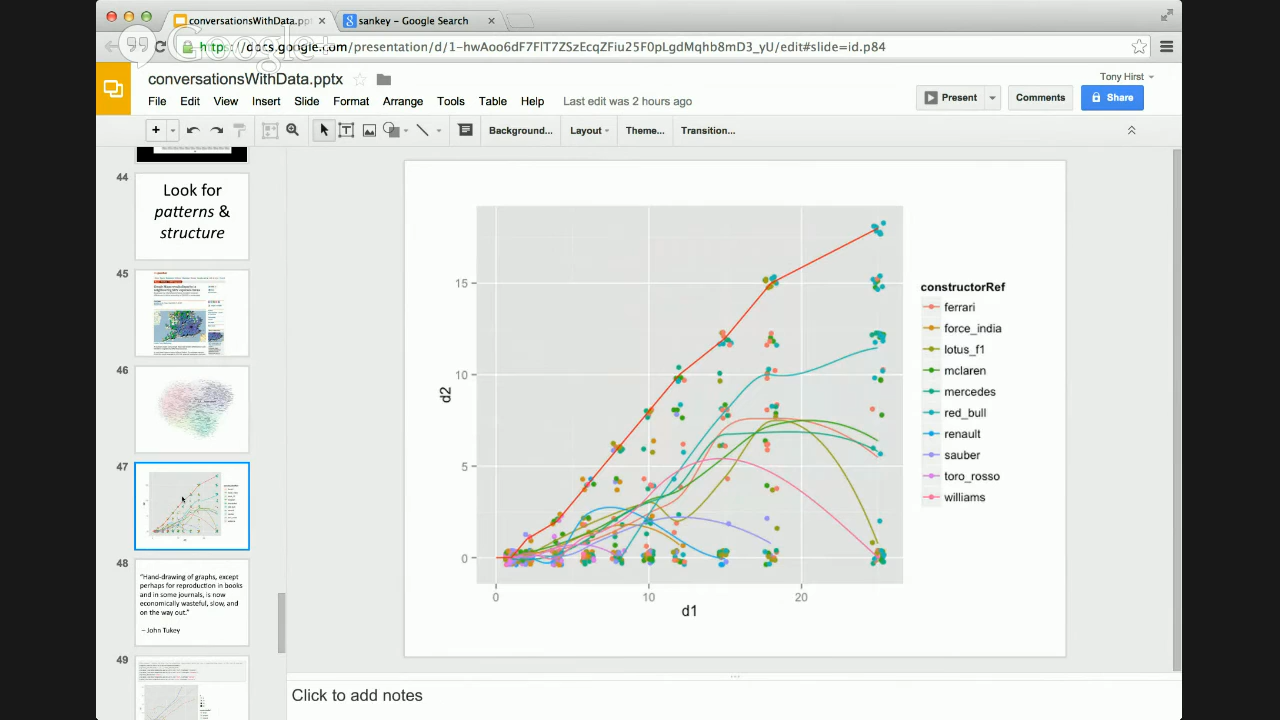 conversationsWithData.pptx
sankey - Google Search
Google+
https://docs.google.com/presentation/d/1-hwAoo6dF7FlT7ZSzEcqZFiu25F0pLgdMqhb8mD3_yU/edit#slide=id.p84
conversationsWithData.pptx
Tony Hirst
File Edit View Insert Slide Format Arrange Tools Table Help Last edit was 2 hours ago
Present Comments Share
Background... Layout Theme... Transition...
44
Look for
patterns &
structure
45
46
47
48
"Hand-drawing of graphs, except
perhaps for reproduction in books
and in some journals, is now
economically wasteful, slow, and
on the way out."
– John Tukey
49
15
10
5
0
d2
0 10 20
d1
constructorRef
ferrari
force_india
lotus_f1
mclaren
mercedes
red_bull
renault
sauber
toro_rosso
williams
Click to add notes